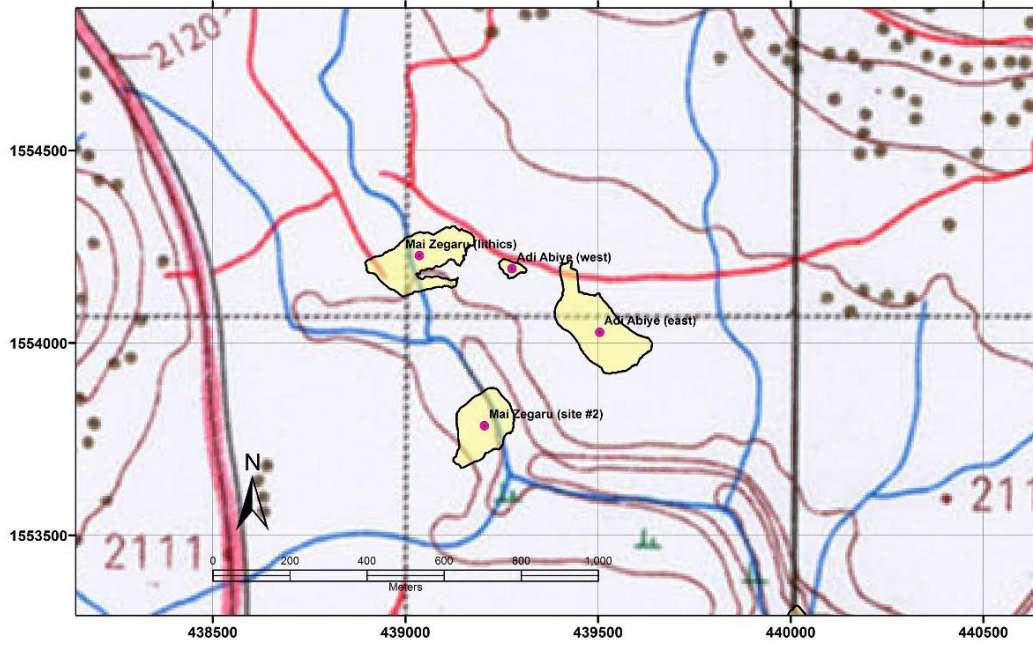 2120
1554500
Mai Zegaru (lithics)
Adi Abiye (west)
Adi Abiye (east)
1554000
Mai Zegaru (site #2)
N
211
1553500
2111
0 200 400 600 800 1,000
Meters
438500 439000 439500 440000 440500